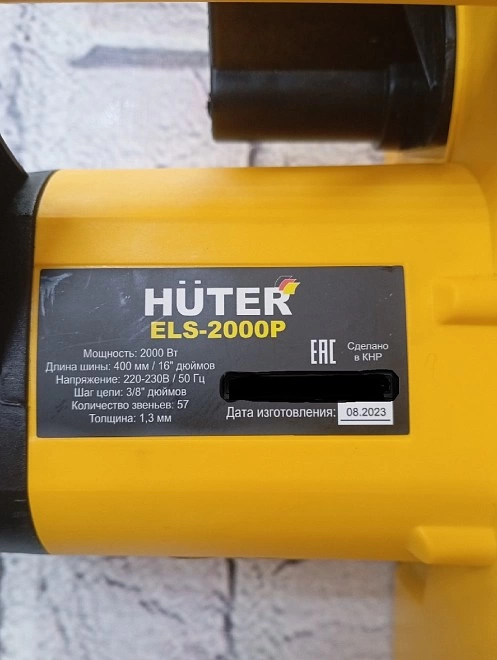 HÜTER
ELS-2000P
Мощность: 2000 Вт
Длина шины: 400 мм / 16" дюймов
Напряжение: 220-230В / 50 Гц
Шаг цепи: 3/8" дюймов
Количество звеньев: 57
Толщина: 1,3 мм
EAC
Сделано
в КНР
Дата изготовления: 08.2023